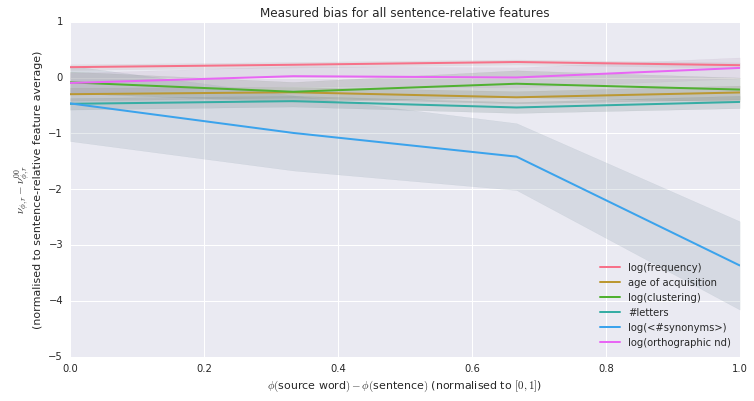 Measured bias for all sentence-relative features
1
0
−1
−2
−3
−4
−5
ν_{ϕ,r} − ν_{ϕ,r}^{00}
(normalised to sentence-relative feature average)
log(frequency)
age of acquisition
log(clustering)
#letters
log(<#synonyms>)
log(orthographic nd)
0.0 0.2 0.4 0.6 0.8 1.0
ϕ(source word) − ϕ(sentence) (normalised to [0, 1])